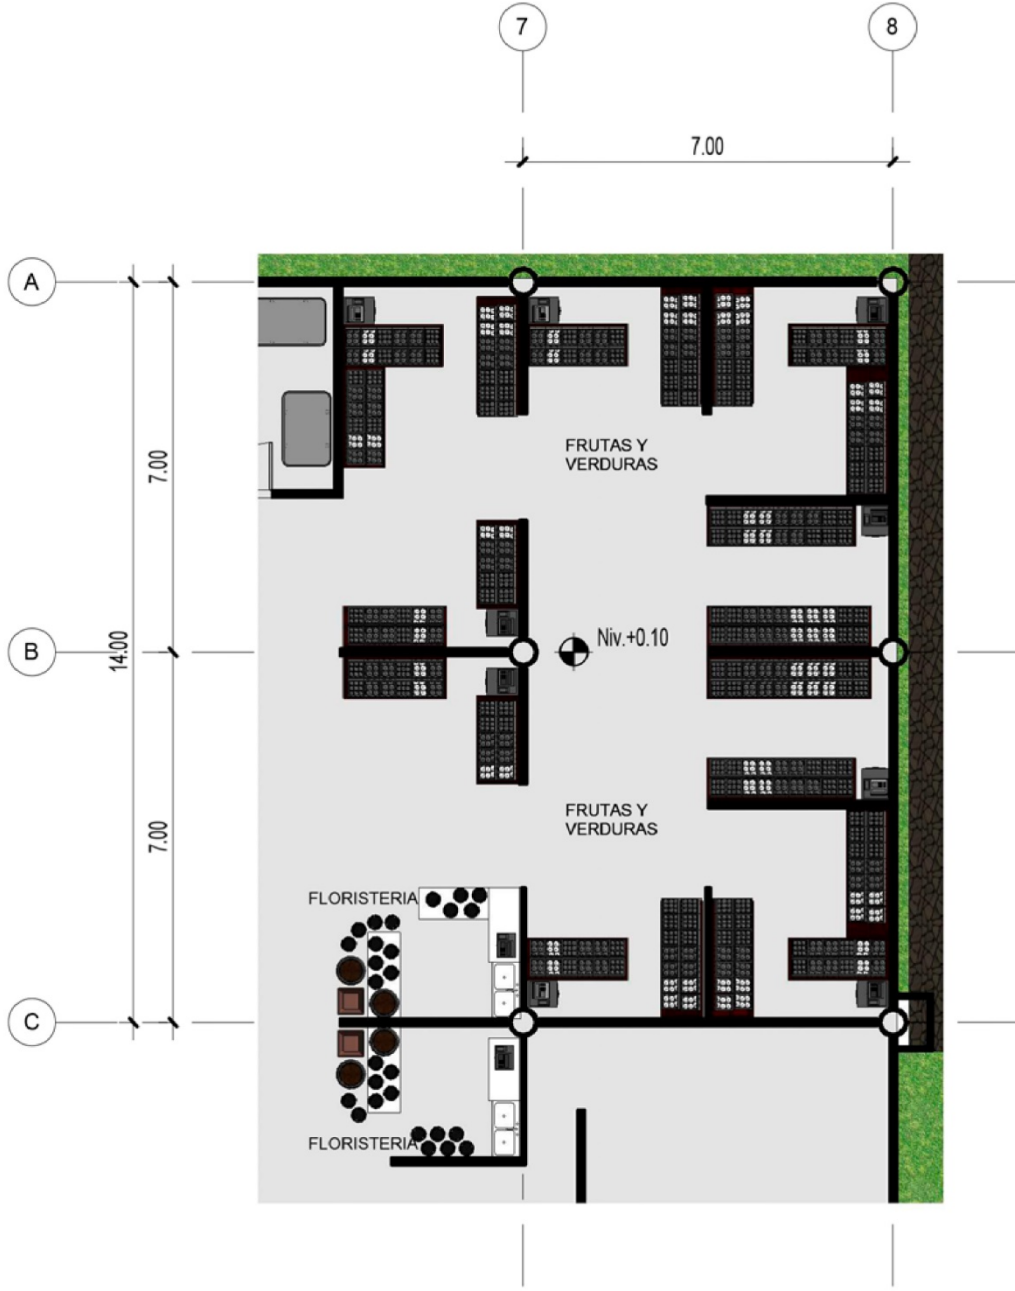 7
8
7.00
A
7.00
FRUTAS Y
VERDURAS
B
14.00
Niv.+0.10
7.00
FRUTAS Y
VERDURAS
FLORISTERIA
C
FLORISTERIA